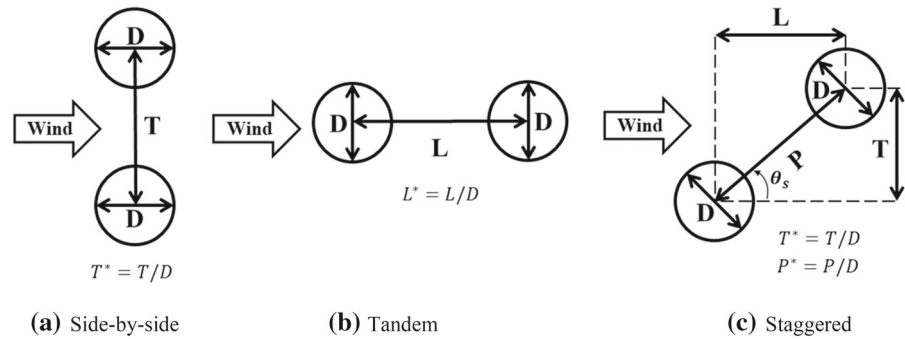 D
Wind
T
D
T* = T/D
(a) Side-by-side
Wind
D
L
D
L* = L/D
(b) Tandem
L
Wind
D
P
θs
T
D
T* = T/D
P* = P/D
(c) Staggered